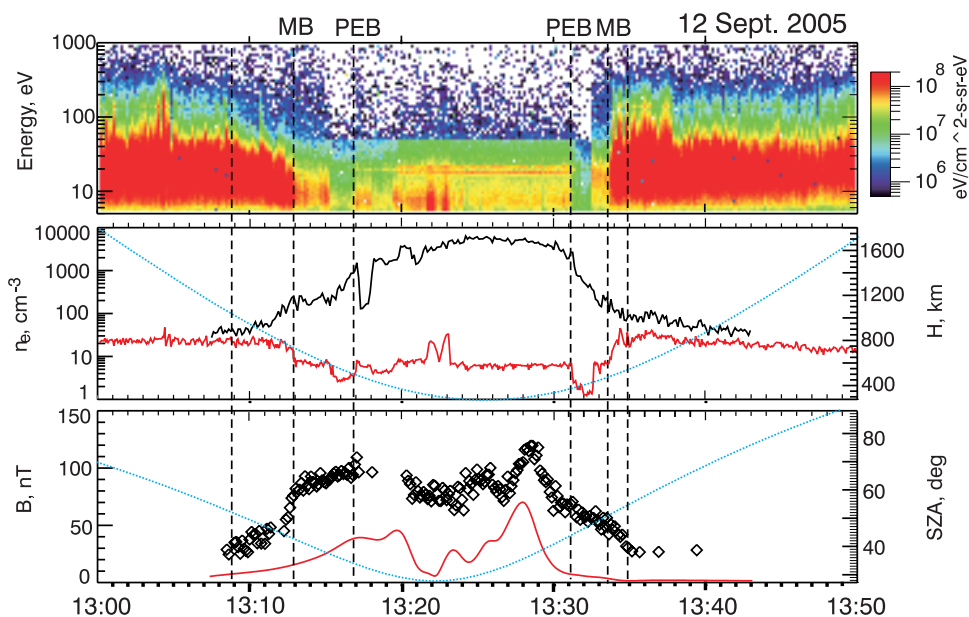 MB PEB PEB MB 12 Sept. 2005
1000
100
10
Energy, eV
10^8
10^7
10^6
eV/cm^2-s-sr-eV
10000
1000
100
10
1
n_e, cm^-3
1600
1200
800
400
H, km
150
100
50
0
B, nT
80
60
40
SZA, deg
13:00 13:10 13:20 13:30 13:40 13:50